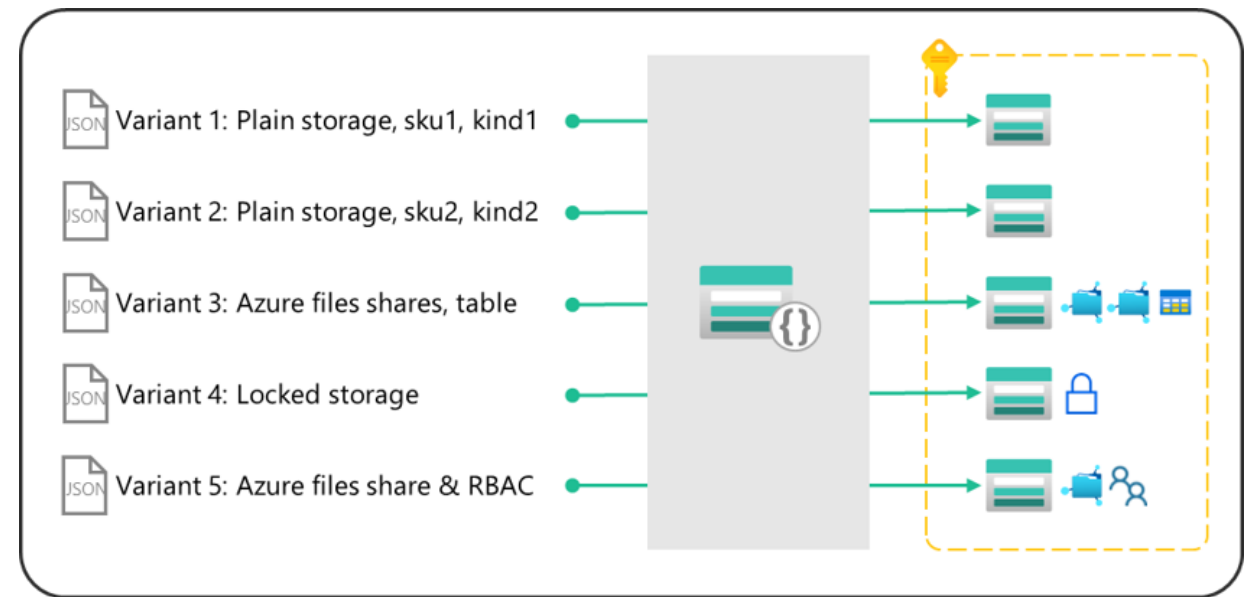 JSON
Variant 1: Plain storage, sku1, kind1
JSON
Variant 2: Plain storage, sku2, kind2
JSON
Variant 3: Azure files shares, table
{}
JSON
Variant 4: Locked storage
JSON
Variant 5: Azure files share & RBAC